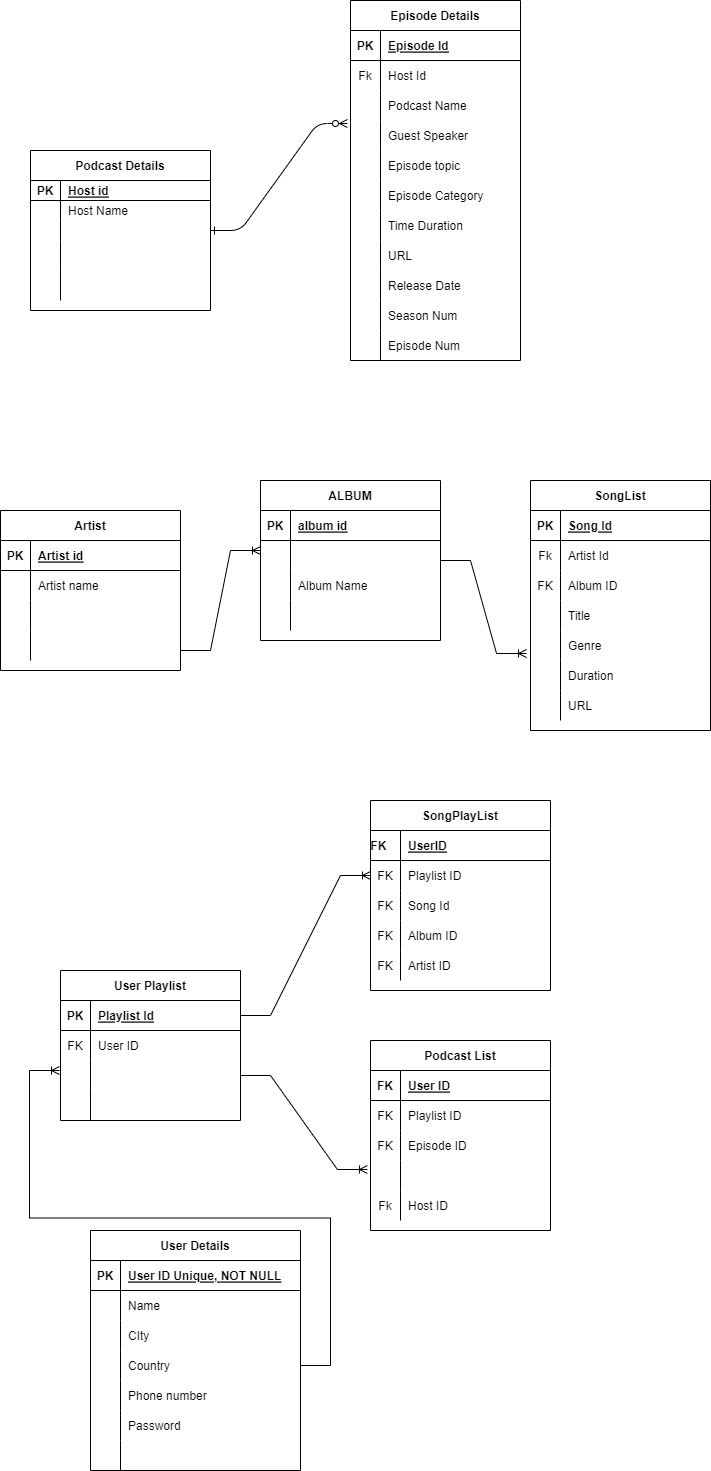 Episode Details
PK Episode Id
Fk Host Id
Podcast Name
Guest Speaker
Episode topic
Episode Category
Time Duration
URL
Release Date
Season Num
Episode Num
Podcast Details
PK Host id
Host Name
Artist
PK Artist id
Artist name
ALBUM
PK album id
Album Name
SongList
PK Song Id
Fk Artist Id
FK Album ID
Title
Genre
Duration
URL
SongPlayList
FK UserID
FK Playlist ID
FK Song Id
FK Album ID
FK Artist ID
User Playlist
PK Playlist Id
FK User ID
Podcast List
FK User ID
FK Playlist ID
FK Episode ID
Fk Host ID
User Details
PK User ID Unique, NOT NULL
Name
CIty
Country
Phone number
Password